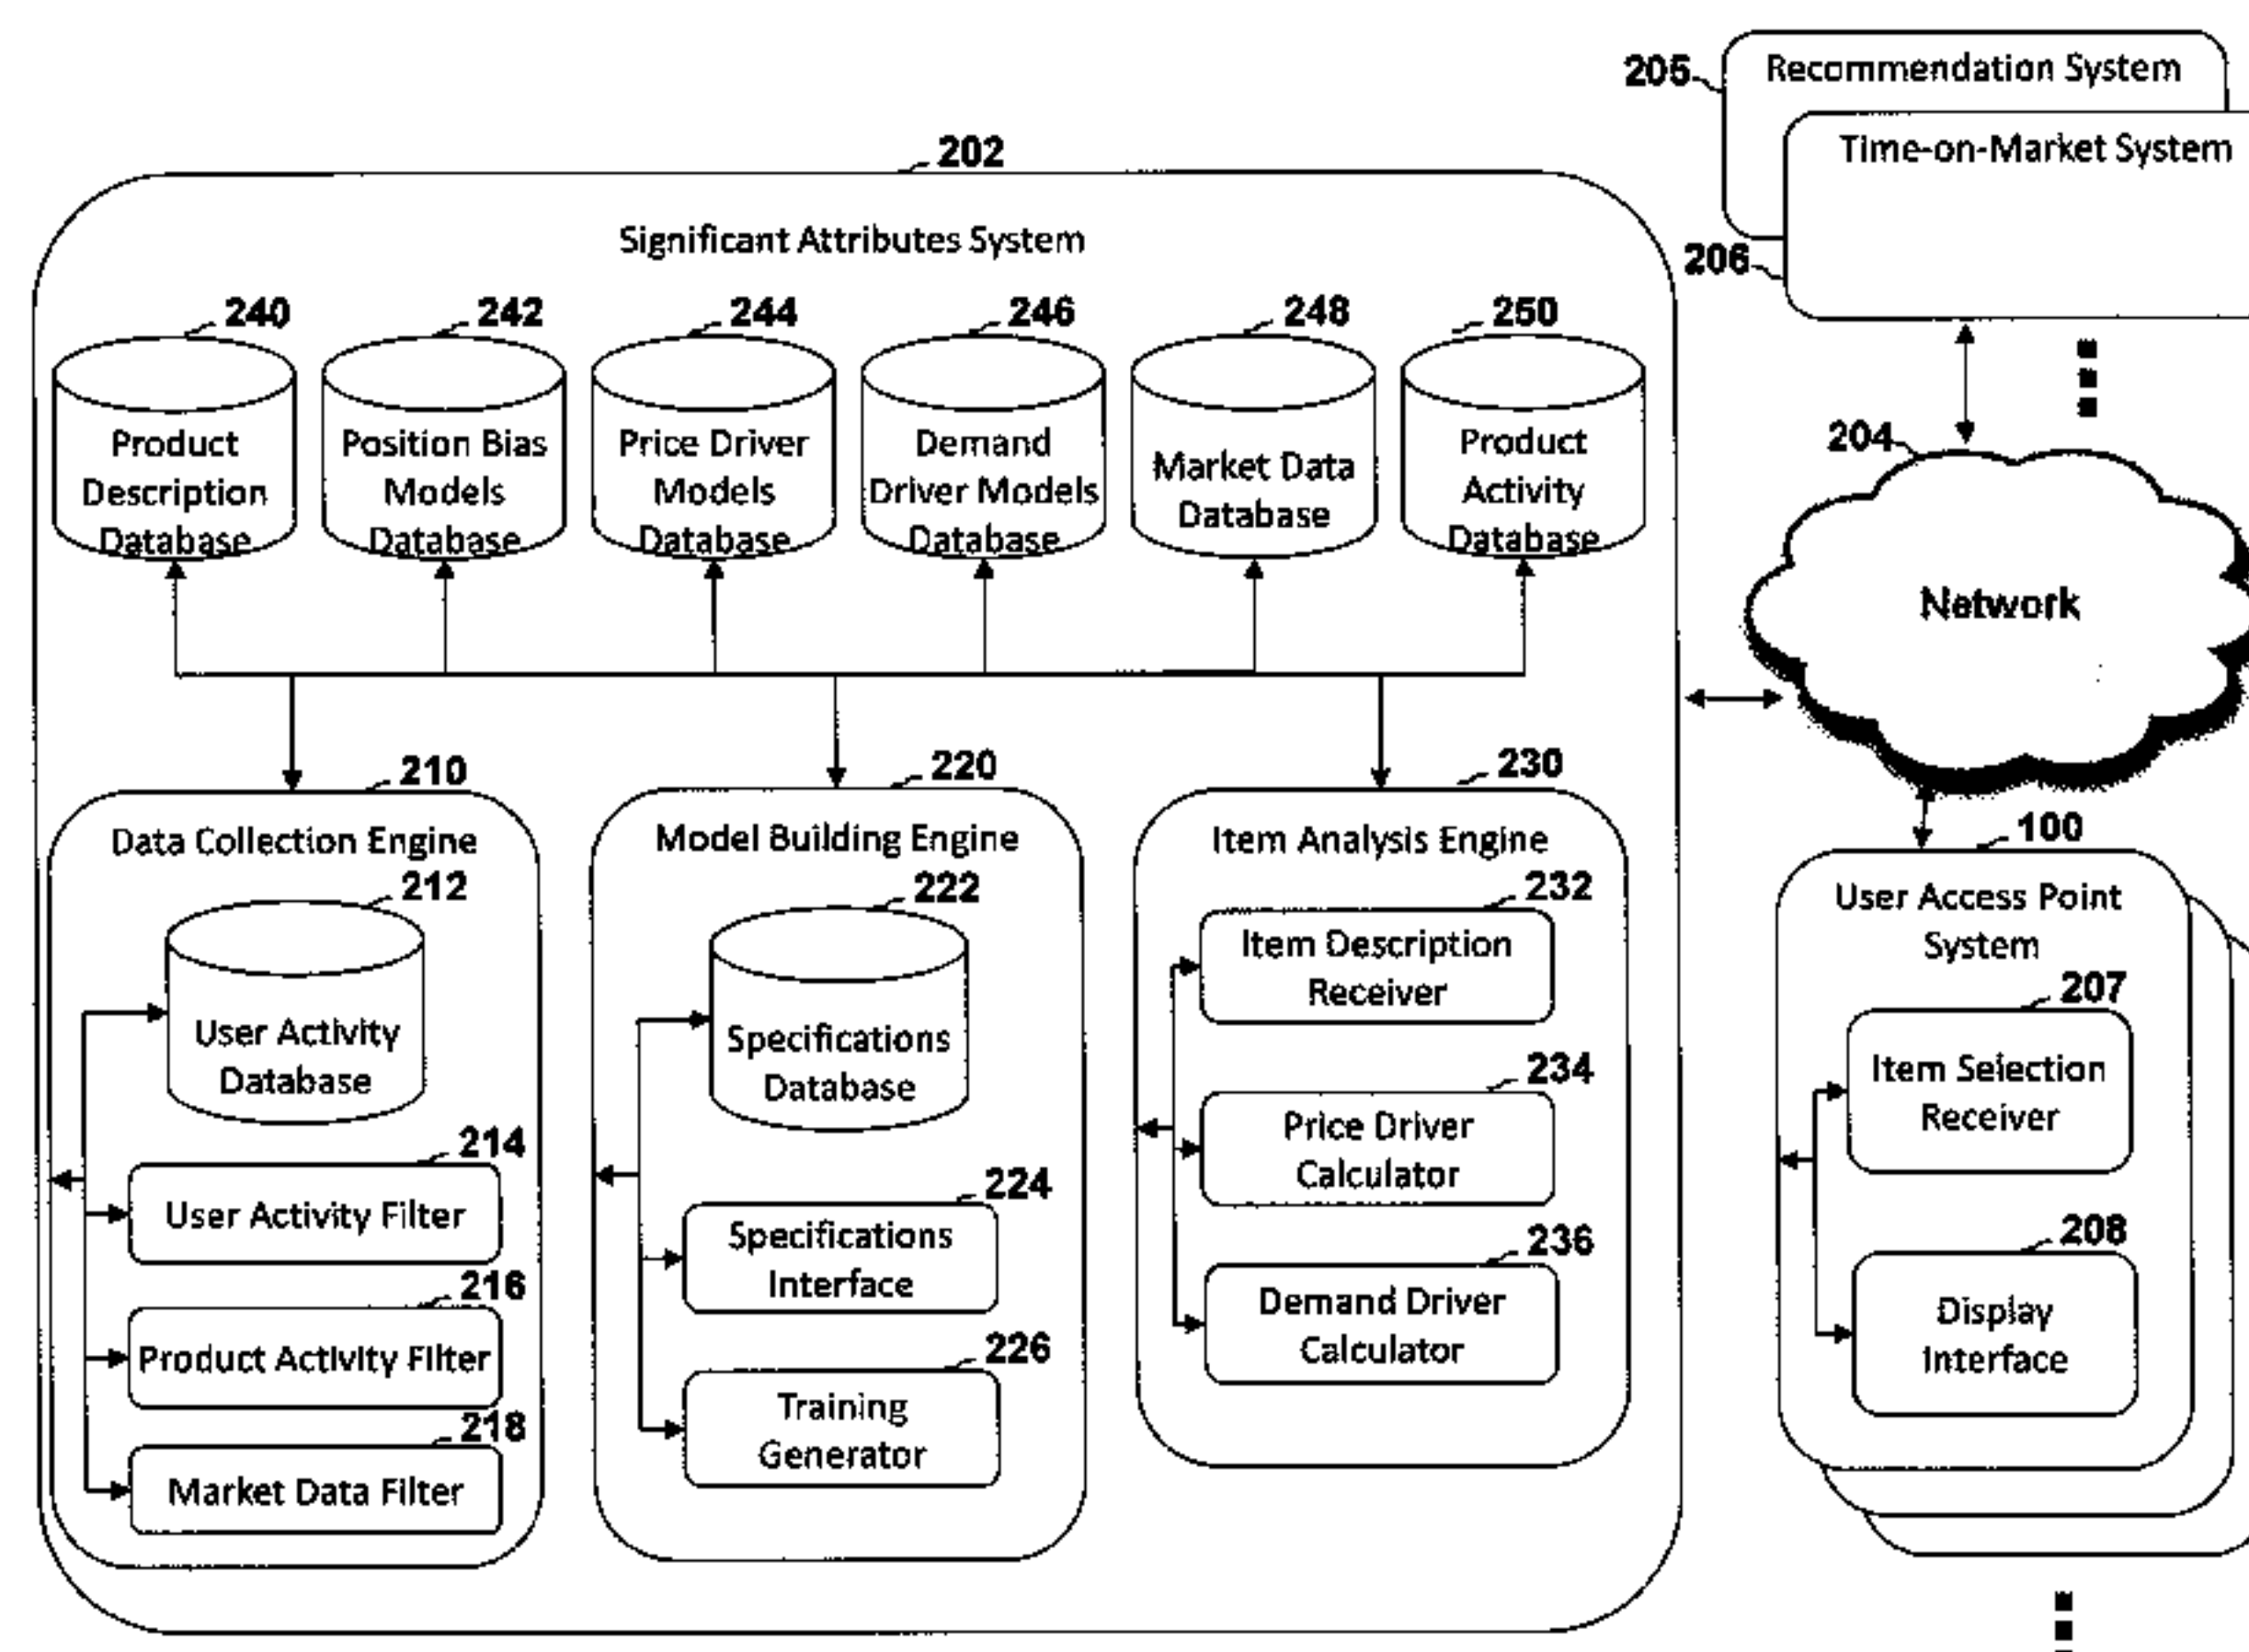 205
Recommendation System
Time-on-Market System
206
202
Significant Attributes System
240
242
244
246
248
250
Product
Description
Database
Position Bias
Models
Database
Price Driver
Models
Database
Demand
Driver Models
Database
Market Data
Database
Product
Activity
Database
204
Network
210
Data Collection Engine
212
User Activity
Database
214
User Activity Filter
216
Product Activity Filter
218
Market Data Filter
220
Model Building Engine
222
Specifications
Database
224
Specifications
Interface
226
Training
Generator
230
Item Analysis Engine
232
Item Description
Receiver
234
Price Driver
Calculator
236
Demand Driver
Calculator
100
User Access Point
System
207
Item Selection
Receiver
208
Display
Interface